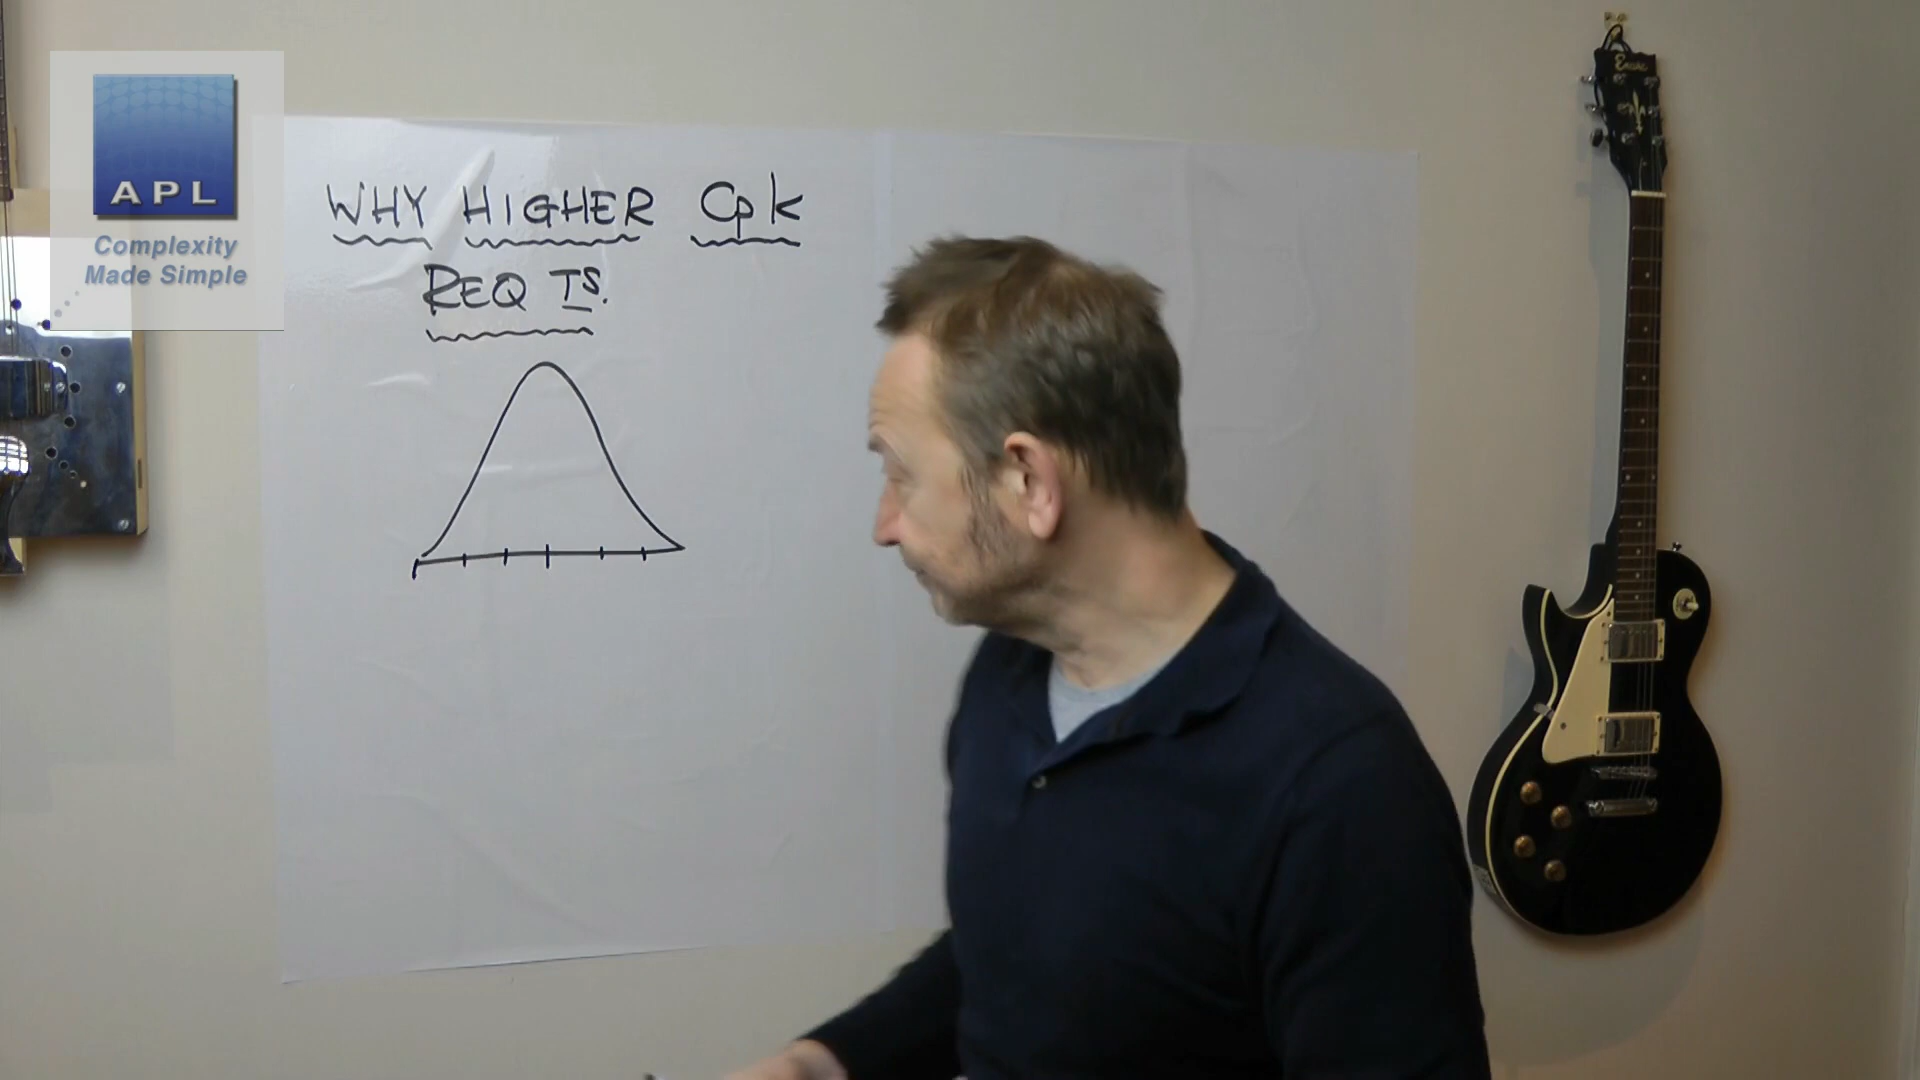 APL
Complexity
Made Simple
WHY HIGHER Cpk
REQ TS.